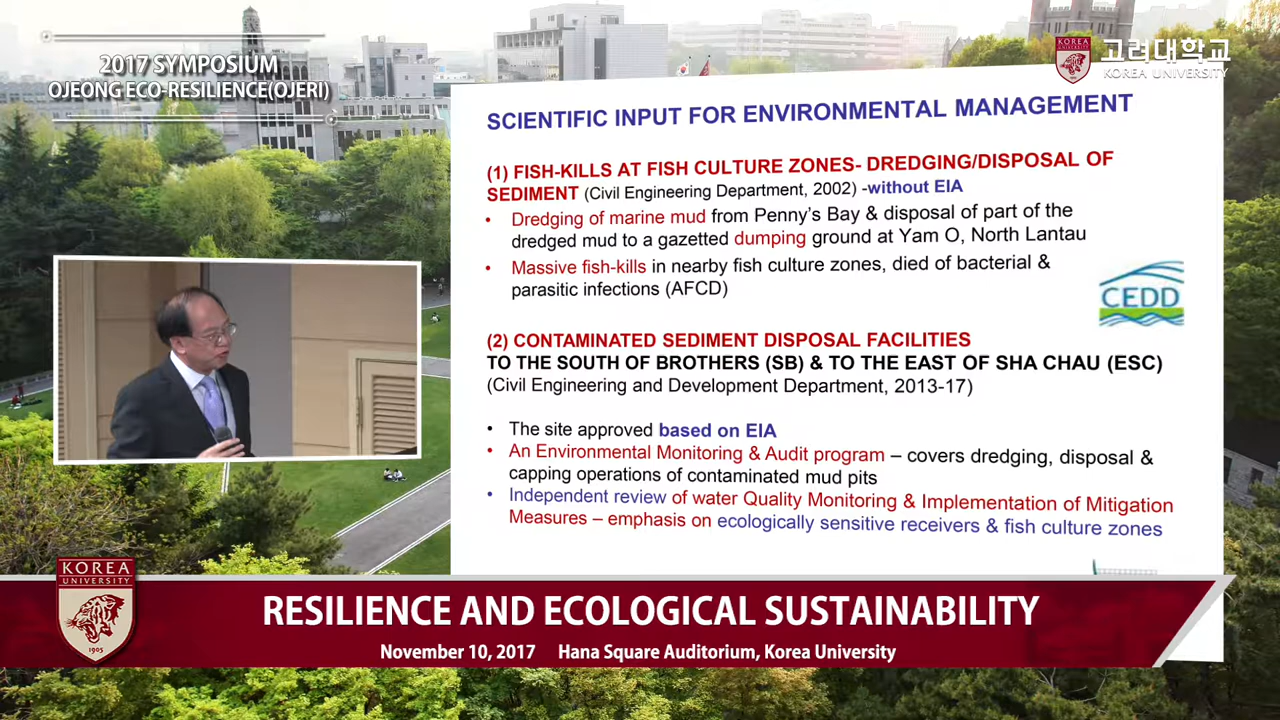 2017 SYMPOSIUM
OJEONG ECO-RESILIENCE(OJERI)
KOREA
UNIVERSITY
고려대학교
KOREA UNIVERSITY
SCIENTIFIC INPUT FOR ENVIRONMENTAL MANAGEMENT
(1) FISH-KILLS AT FISH CULTURE ZONES- DREDGING/DISPOSAL OF
SEDIMENT (Civil Engineering Department, 2002) -without EIA
• Dredging of marine mud from Penny's Bay & disposal of part of the
dredged mud to a gazetted dumping ground at Yam O, North Lantau
• Massive fish-kills in nearby fish culture zones, died of bacterial &
parasitic infections (AFCD)
CEDD
(2) CONTAMINATED SEDIMENT DISPOSAL FACILITIES
TO THE SOUTH OF BROTHERS (SB) & TO THE EAST OF SHA CHAU (ESC)
(Civil Engineering and Development Department, 2013-17)
• The site approved based on EIA
• An Environmental Monitoring & Audit program – covers dredging, disposal &
capping operations of contaminated mud pits
• Independent review of water Quality Monitoring & Implementation of Mitigation
Measures – emphasis on ecologically sensitive receivers & fish culture zones
KOREA
UNIVERSITY
1905
RESILIENCE AND ECOLOGICAL SUSTAINABILITY
November 10, 2017 Hana Square Auditorium, Korea University